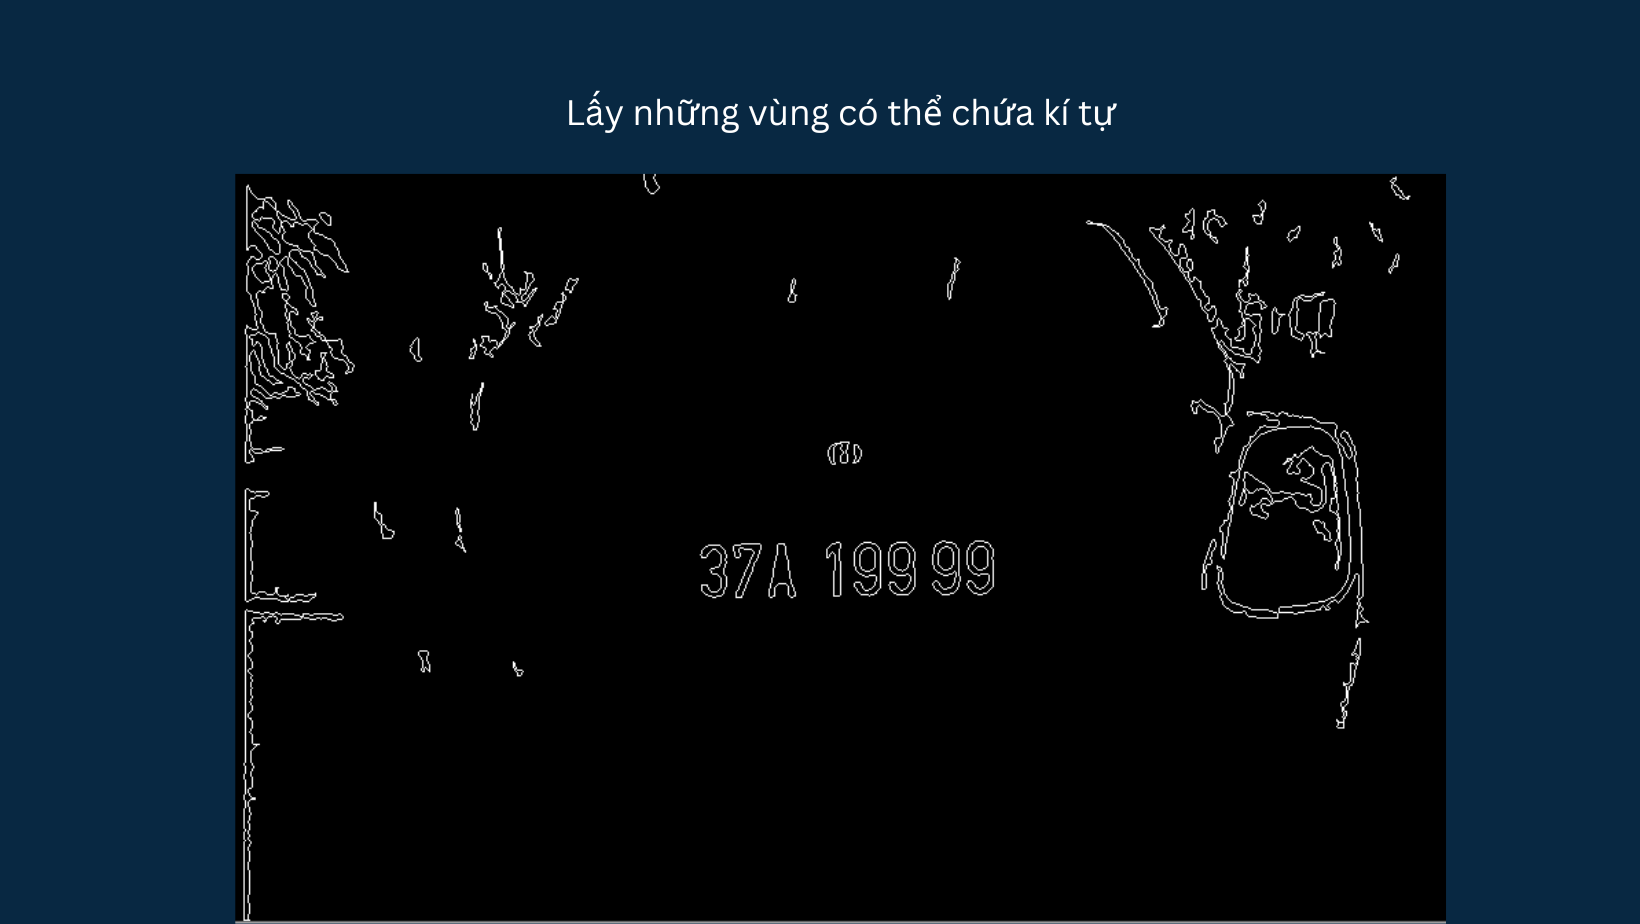 Lấy những vùng có thể chứa kí tự
37A 199 99